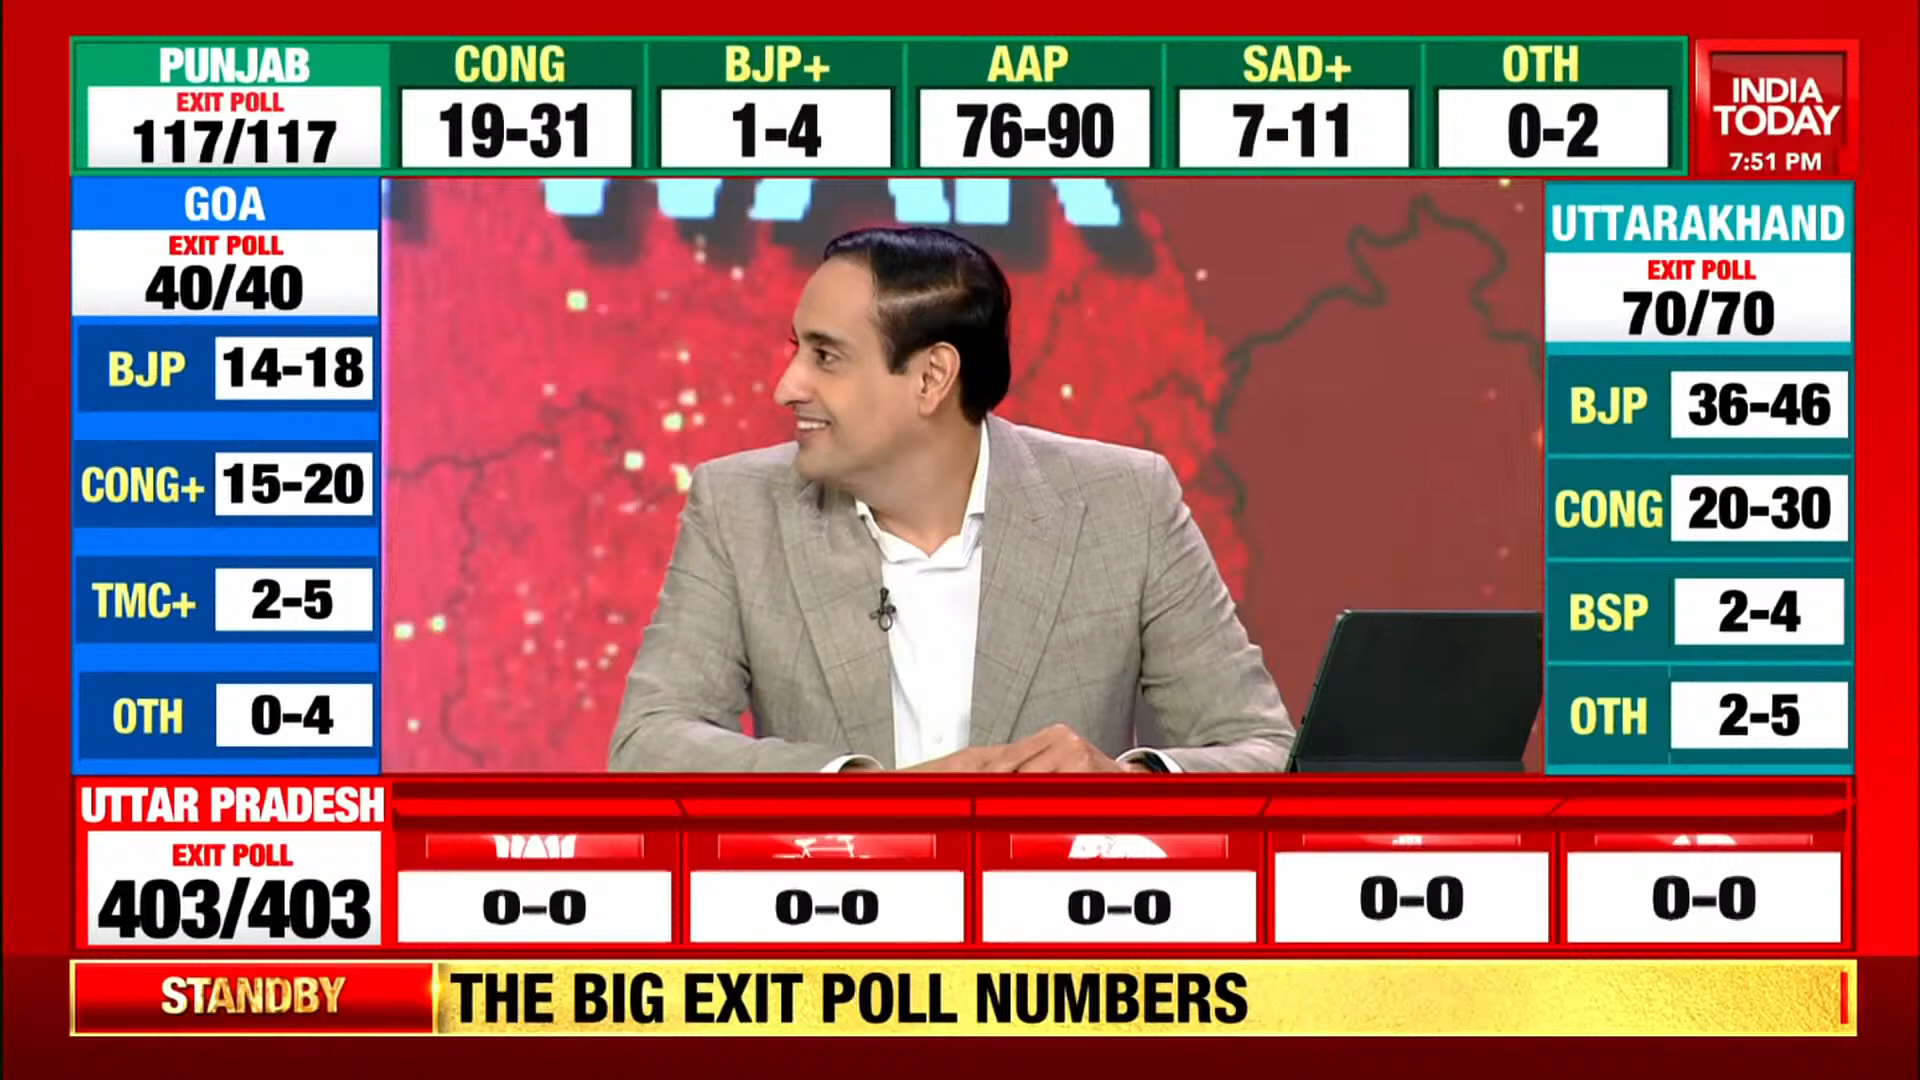 PUNJAB
EXIT POLL
117/117
CONG
19-31
BJP+
1-4
AAP
76-90
SAD+
7-11
OTH
0-2
INDIA
TODAY
7:51 PM
GOA
EXIT POLL
40/40
BJP 14-18
CONG+ 15-20
TMC+ 2-5
OTH 0-4
UTTARAKHAND
EXIT POLL
70/70
BJP 36-46
CONG 20-30
BSP 2-4
OTH 2-5
UTTAR PRADESH
EXIT POLL
403/403
0-0
0-0
0-0
0-0
0-0
STANDBY
THE BIG EXIT POLL NUMBERS